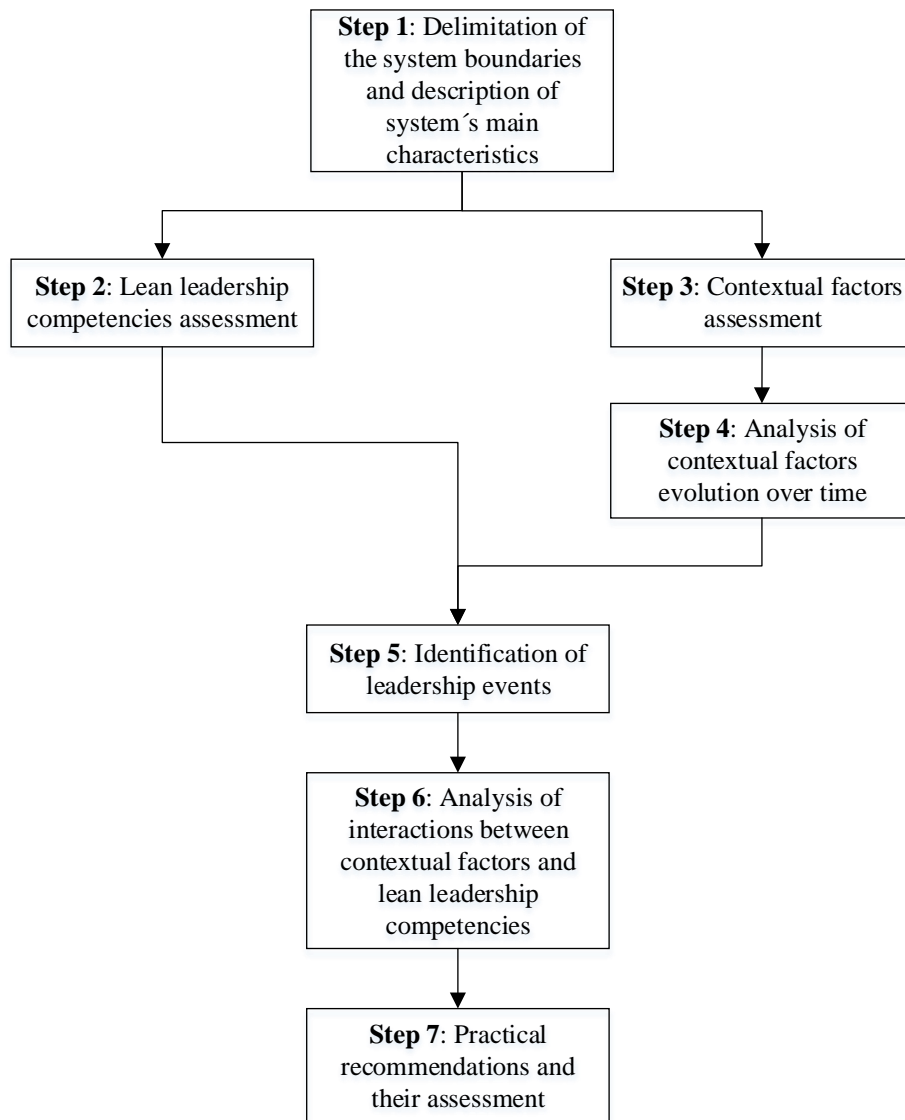 Step 1: Delimitation of
the system boundaries
and description of
system´s main
characteristics
Step 2: Lean leadership
competencies assessment
Step 3: Contextual factors
assessment
Step 4: Analysis of
contextual factors
evolution over time
Step 5: Identification of
leadership events
Step 6: Analysis of
interactions between
contextual factors and
lean leadership
competencies
Step 7: Practical
recommendations and
their assessment